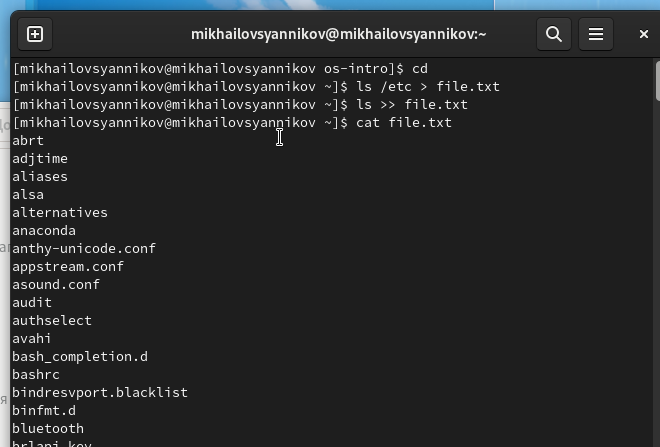 mikhailovsyannikov@mikhailovsyannikov:~
[mikhailovsyannikov@mikhailovsyannikov os-intro]$ cd
[mikhailovsyannikov@mikhailovsyannikov ~]$ ls /etc > file.txt
[mikhailovsyannikov@mikhailovsyannikov ~]$ ls >> file.txt
[mikhailovsyannikov@mikhailovsyannikov ~]$ cat file.txt
abrt
adjtime
aliases
alsa
alternatives
anaconda
anthy-unicode.conf
appstream.conf
asound.conf
audit
authselect
avahi
bash_completion.d
bashrc
bindresvport.blacklist
binfmt.d
bluetooth